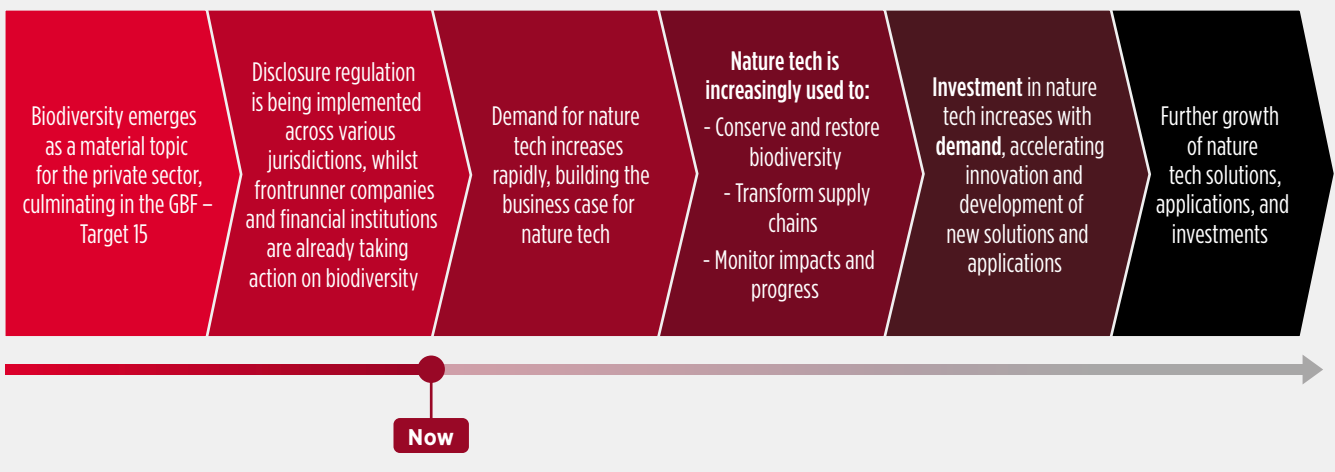 Biodiversity emerges
as a material topic
for the private sector,
culminating in the GBF –
Target 15
Disclosure regulation
is being implemented
across various
jurisdictions, whilst
frontrunner companies
and financial institutions
are already taking
action on biodiversity
Demand for nature
tech increases
rapidly, building the
business case for
nature tech
Nature tech is
increasingly used to:
- Conserve and restore
biodiversity
- Transform supply
chains
- Monitor impacts and
progress
Investment in nature
tech increases with
demand, accelerating
innovation and
development of
new solutions and
applications
Further growth
of nature
tech solutions,
applications, and
investments
Now